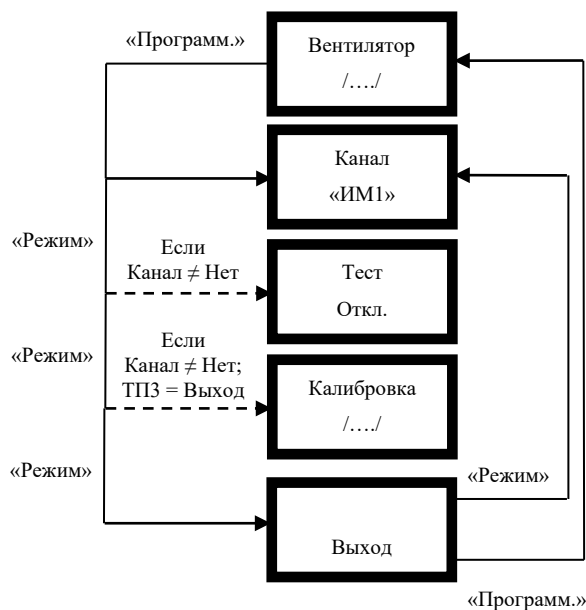 «Программ.»
Вентилятор
/…./
Канал
«ИМ1»
«Режим»
Если
Канал ≠ Нет
Тест
Откл.
«Режим»
Если
Канал ≠ Нет;
ТП3 = Выход
Калибровка
/…./
«Режим»
«Режим»
Выход
«Программ.»